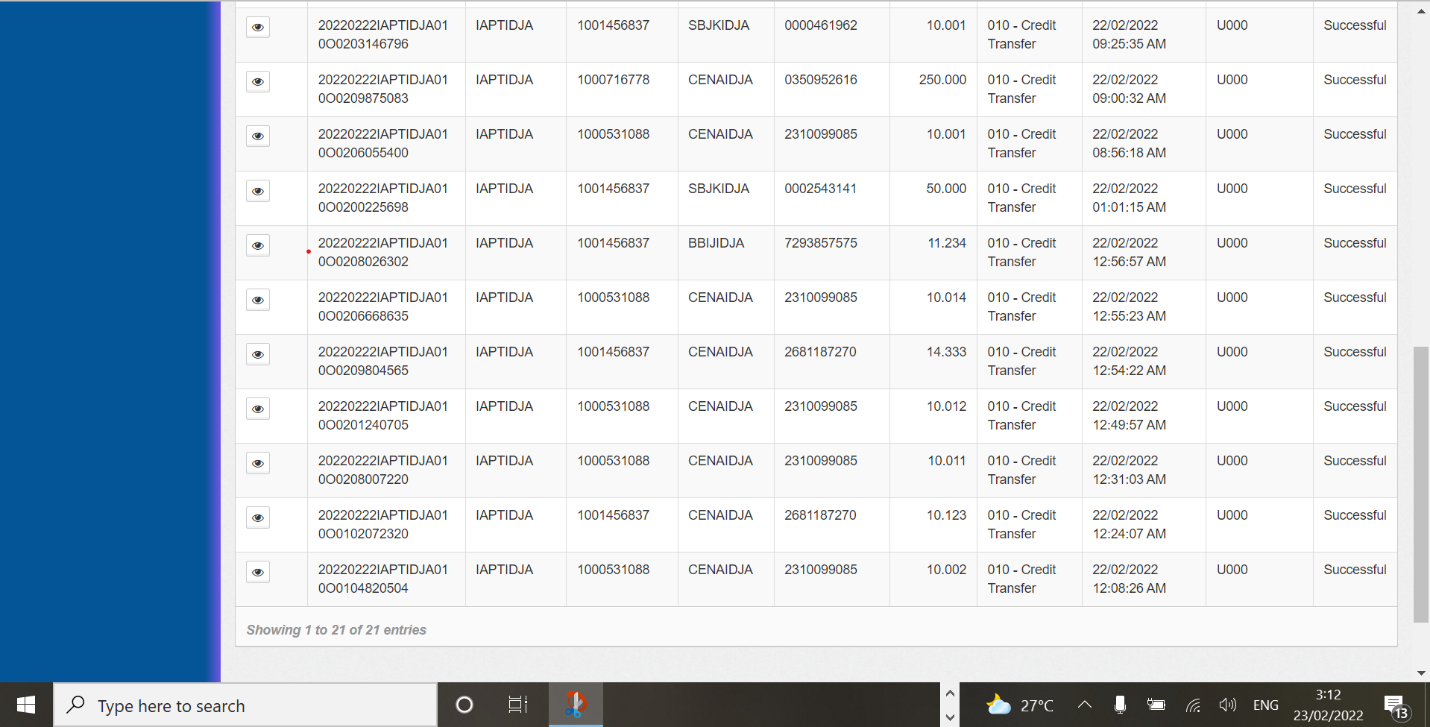 20220222IAPTIDJA01 IAPTIDJA 1001456837 SBJKIDJA 0000461962 10.001 010 - Credit 22/02/2022 U000 Successful
0O0203146796 Transfer 09:25:35 AM
20220222IAPTIDJA01 IAPTIDJA 1000716778 CENAIDJA 0350952616 250.000 010 - Credit 22/02/2022 U000 Successful
0O0209875083 Transfer 09:00:32 AM
20220222IAPTIDJA01 IAPTIDJA 1000531088 CENAIDJA 2310099085 10.001 010 - Credit 22/02/2022 U000 Successful
0O0206055400 Transfer 08:56:18 AM
20220222IAPTIDJA01 IAPTIDJA 1001456837 SBJKIDJA 0002543141 50.000 010 - Credit 22/02/2022 U000 Successful
0O0200225698 Transfer 01:01:15 AM
20220222IAPTIDJA01 IAPTIDJA 1001456837 BBIJIDJA 7293857575 11.234 010 - Credit 22/02/2022 U000 Successful
0O0208026302 Transfer 12:56:57 AM
20220222IAPTIDJA01 IAPTIDJA 1000531088 CENAIDJA 2310099085 10.014 010 - Credit 22/02/2022 U000 Successful
0O0206668635 Transfer 12:55:23 AM
20220222IAPTIDJA01 IAPTIDJA 1001456837 CENAIDJA 2681187270 14.333 010 - Credit 22/02/2022 U000 Successful
0O0209804565 Transfer 12:54:22 AM
20220222IAPTIDJA01 IAPTIDJA 1000531088 CENAIDJA 2310099085 10.012 010 - Credit 22/02/2022 U000 Successful
0O0201240705 Transfer 12:49:57 AM
20220222IAPTIDJA01 IAPTIDJA 1000531088 CENAIDJA 2310099085 10.011 010 - Credit 22/02/2022 U000 Successful
0O0208007220 Transfer 12:31:03 AM
20220222IAPTIDJA01 IAPTIDJA 1001456837 CENAIDJA 2681187270 10.123 010 - Credit 22/02/2022 U000 Successful
0O0102072320 Transfer 12:24:07 AM
20220222IAPTIDJA01 IAPTIDJA 1000531088 CENAIDJA 2310099085 10.002 010 - Credit 22/02/2022 U000 Successful
0O0104820504 Transfer 12:08:26 AM
Showing 1 to 21 of 21 entries
Type here to search 27°C ENG 3:12
23/02/2022 13